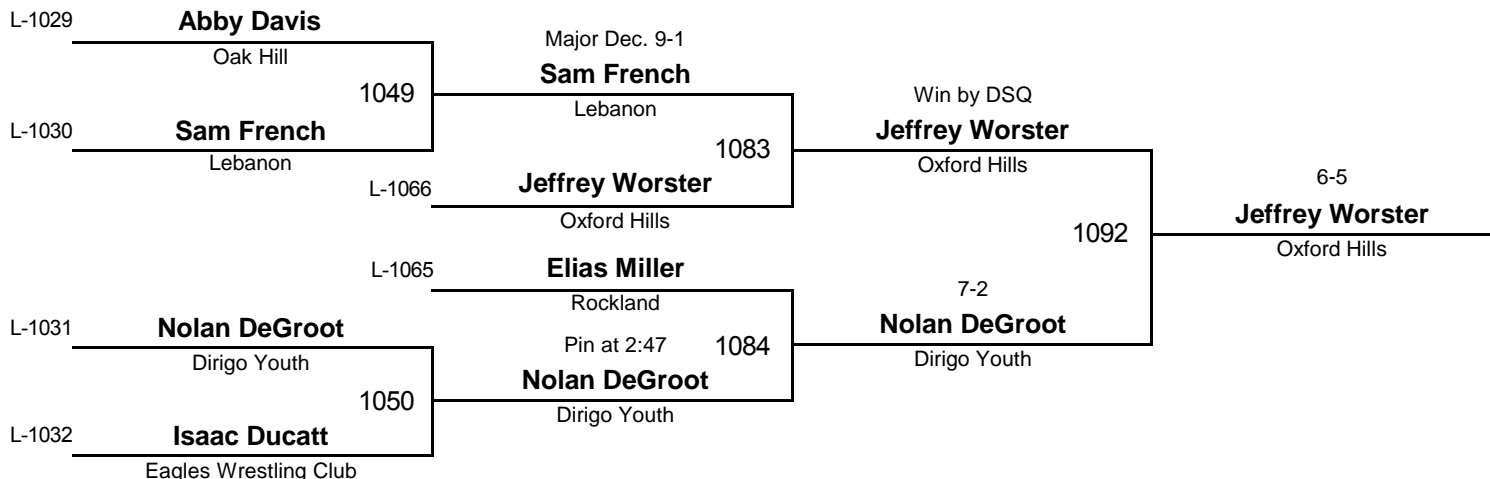 L-1029
Abby Davis
Oak Hill
1049
L-1030
Sam French
Lebanon
Major Dec. 9-1
Sam French
Lebanon
1083
L-1066
Jeffrey Worster
Oxford Hills
Win by DSQ
Jeffrey Worster
Oxford Hills
1092
6-5
Jeffrey Worster
Oxford Hills
L-1065
Elias Miller
Rockland
1084
7-2
Nolan DeGroot
Dirigo Youth
L-1031
Nolan DeGroot
Dirigo Youth
1050
Pin at 2:47
Nolan DeGroot
Dirigo Youth
L-1032
Isaac Ducatt
Eagles Wrestling Club